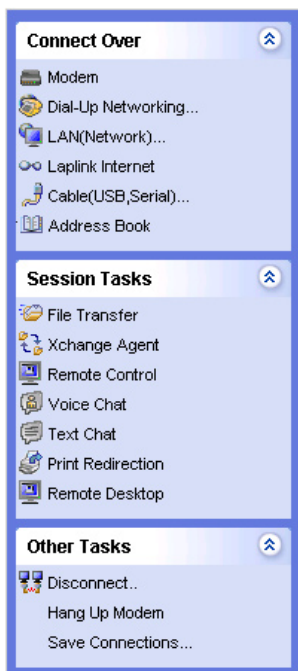 Connect Over
Modem
Dial-Up Networking...
LAN(Network)...
Laplink Internet
Cable(USB,Serial)...
Address Book
Session Tasks
File Transfer
Xchange Agent
Remote Control
Voice Chat
Text Chat
Print Redirection
Remote Desktop
Other Tasks
Disconnect..
Hang Up Modem
Save Connections...